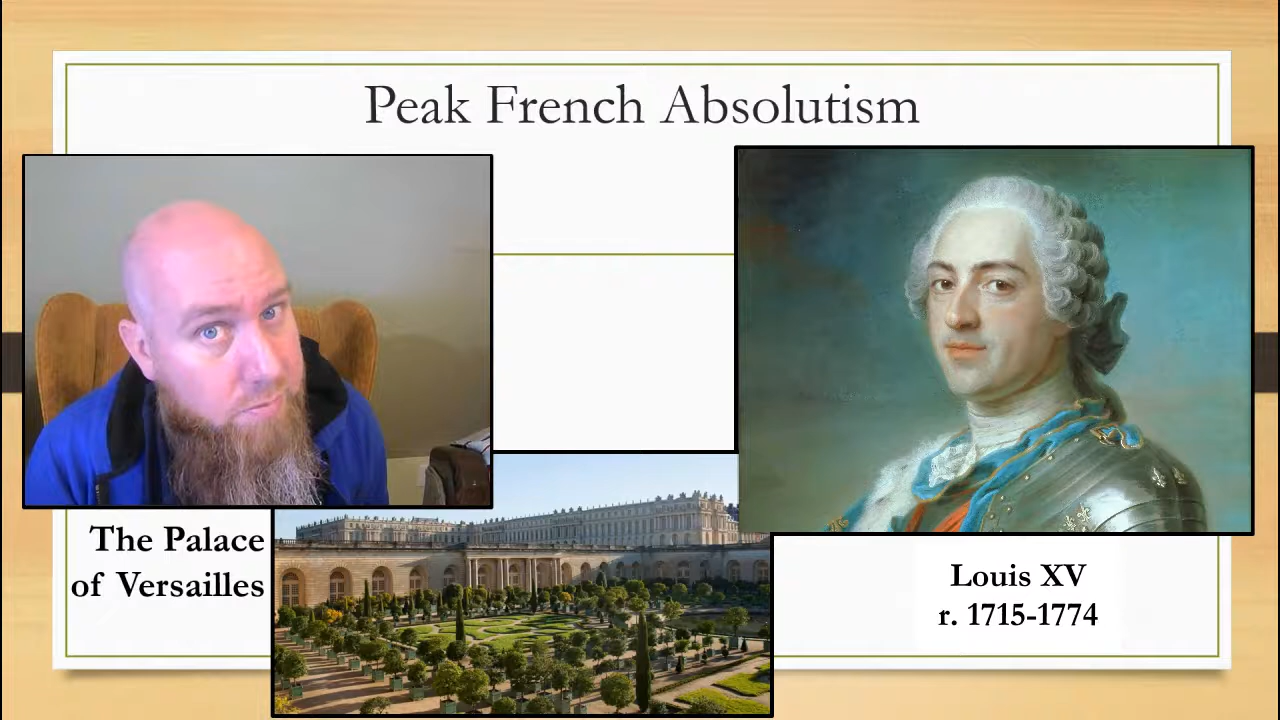 Peak French Absolutism
The Palace
of Versailles
Louis XV
r. 1715-1774